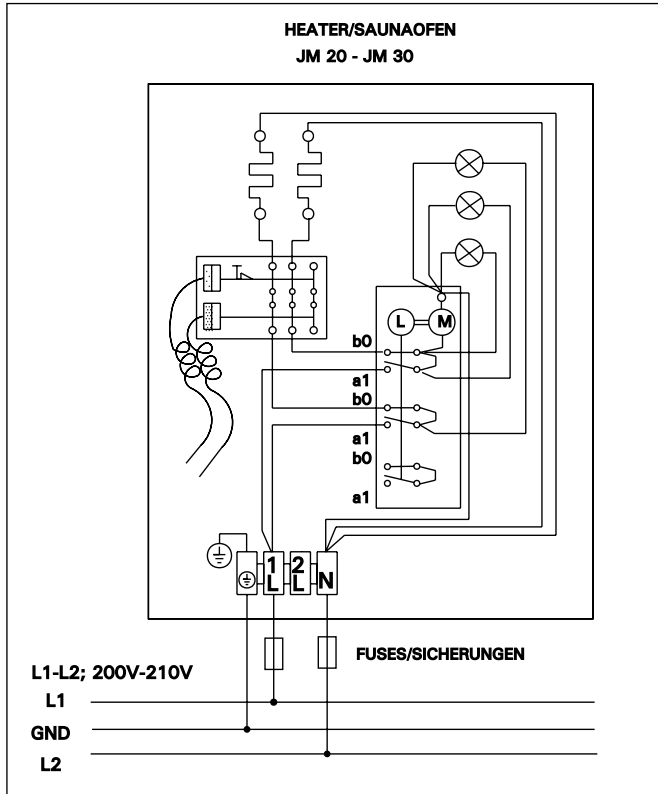 HEATER/SAUNAOFEN
JM 20 - JM 30
L
M
b0
a1
b0
a1
b0
a1
1
L
2
L
N
FUSES/SICHERUNGEN
L1-L2; 200V-210V
L1
GND
L2